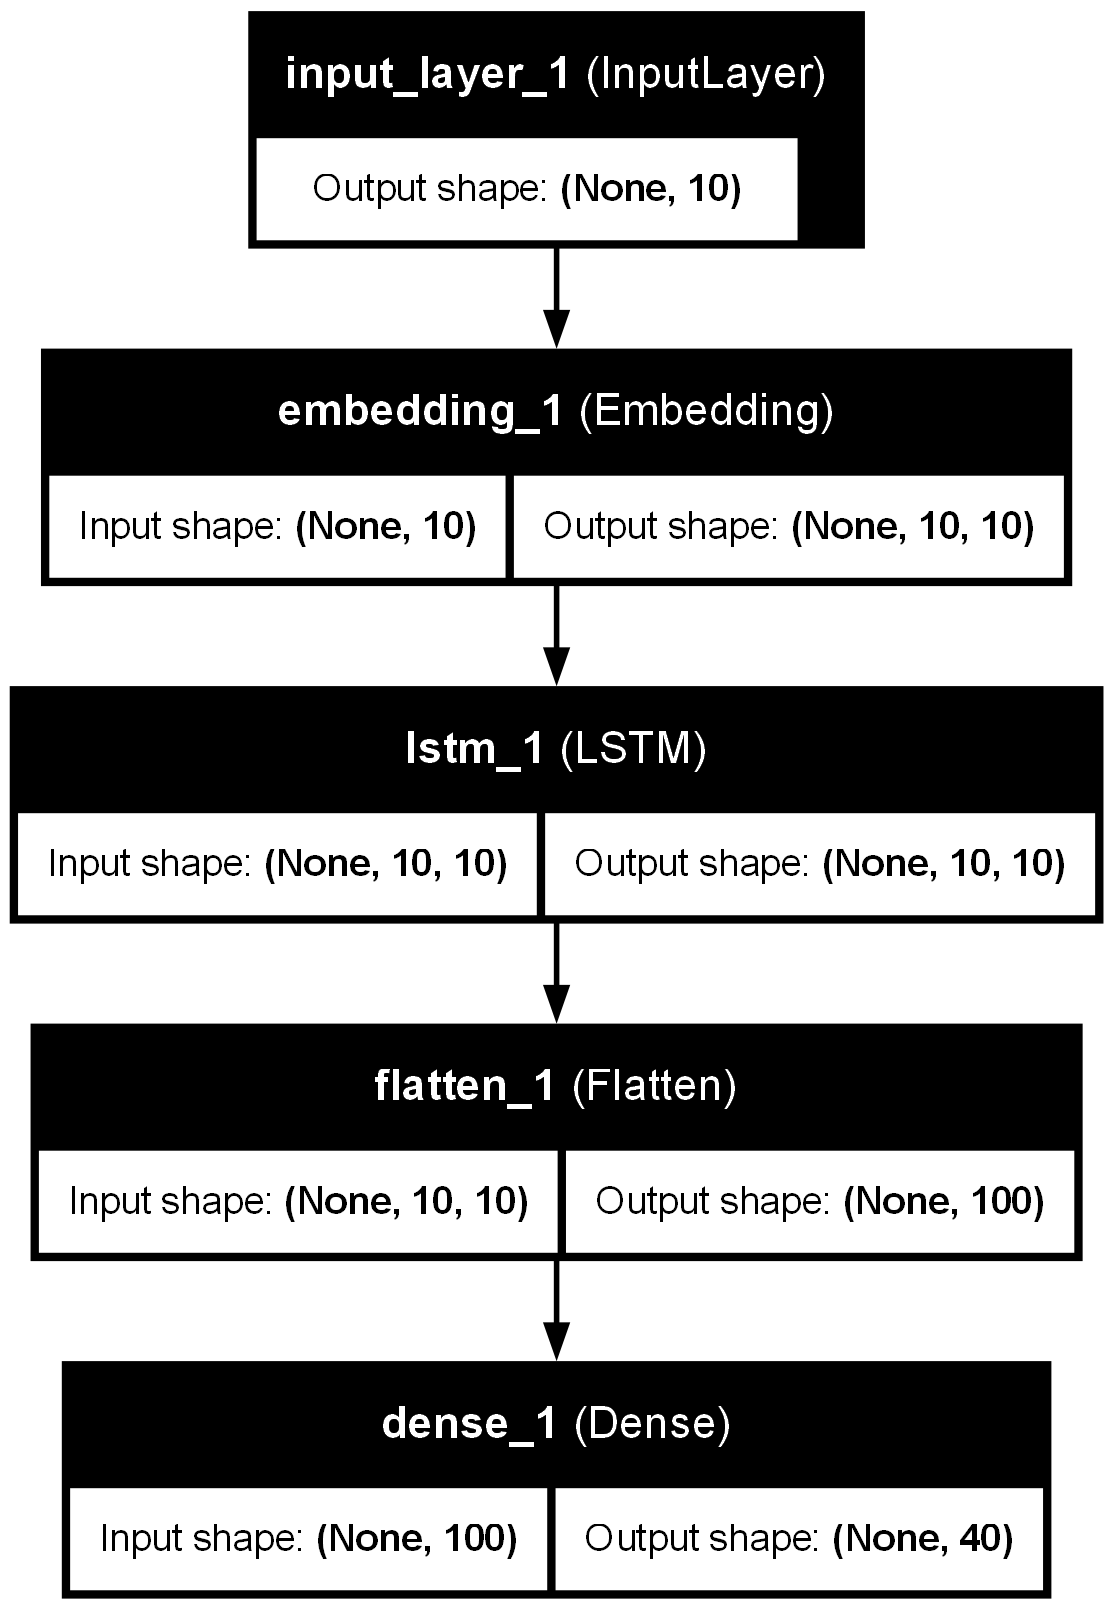 input_layer_1 (InputLayer)
Output shape: (None, 10)
embedding_1 (Embedding)
Input shape: (None, 10) Output shape: (None, 10, 10)
lstm_1 (LSTM)
Input shape: (None, 10, 10) Output shape: (None, 10, 10)
flatten_1 (Flatten)
Input shape: (None, 10, 10) Output shape: (None, 100)
dense_1 (Dense)
Input shape: (None, 100) Output shape: (None, 40)